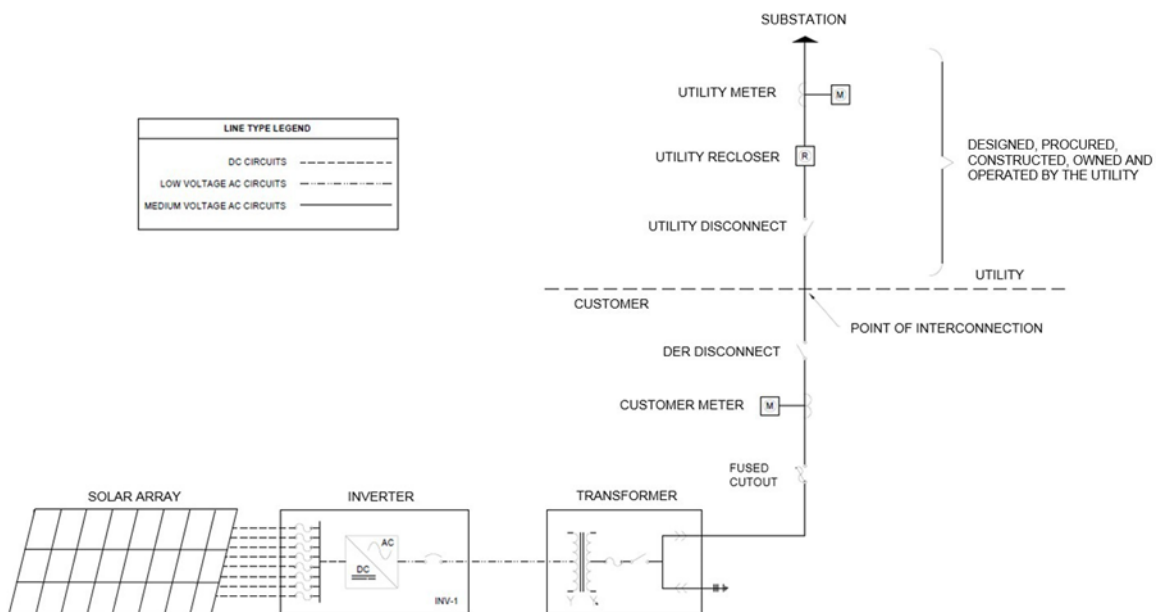 SUBSTATION
UTILITY METER
M
LINE TYPE LEGEND
DC CIRCUITS
LOW VOLTAGE AC CIRCUITS
MEDIUM VOLTAGE AC CIRCUITS
UTILITY RECLOSER
R
DESIGNED, PROCURED,
CONSTRUCTED, OWNED AND
OPERATED BY THE UTILITY
UTILITY DISCONNECT
UTILITY
CUSTOMER
POINT OF INTERCONNECTION
DER DISCONNECT
CUSTOMER METER
M
FUSED
CUTOUT
SOLAR ARRAY
INVERTER
TRANSFORMER
AC
DC
INV-1